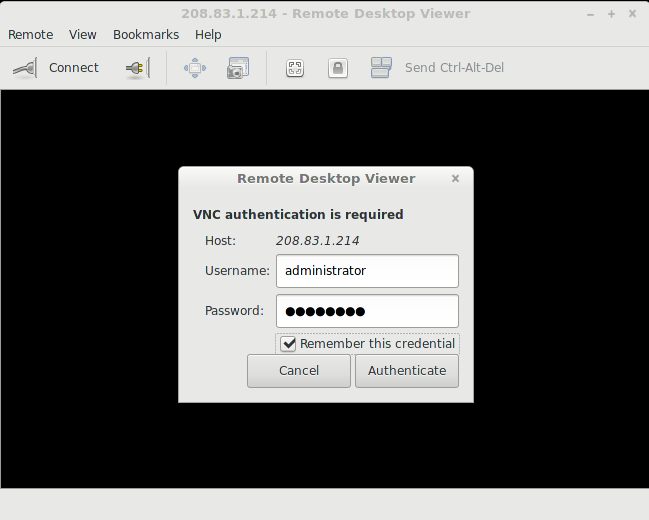 208.83.1.214 - Remote Desktop Viewer
Remote View Bookmarks Help
Connect Send Ctrl-Alt-Del
Remote Desktop Viewer
VNC authentication is required
Host: 208.83.1.214
Username: administrator
Password: ●●●●●●●●
Remember this credential
Cancel Authenticate